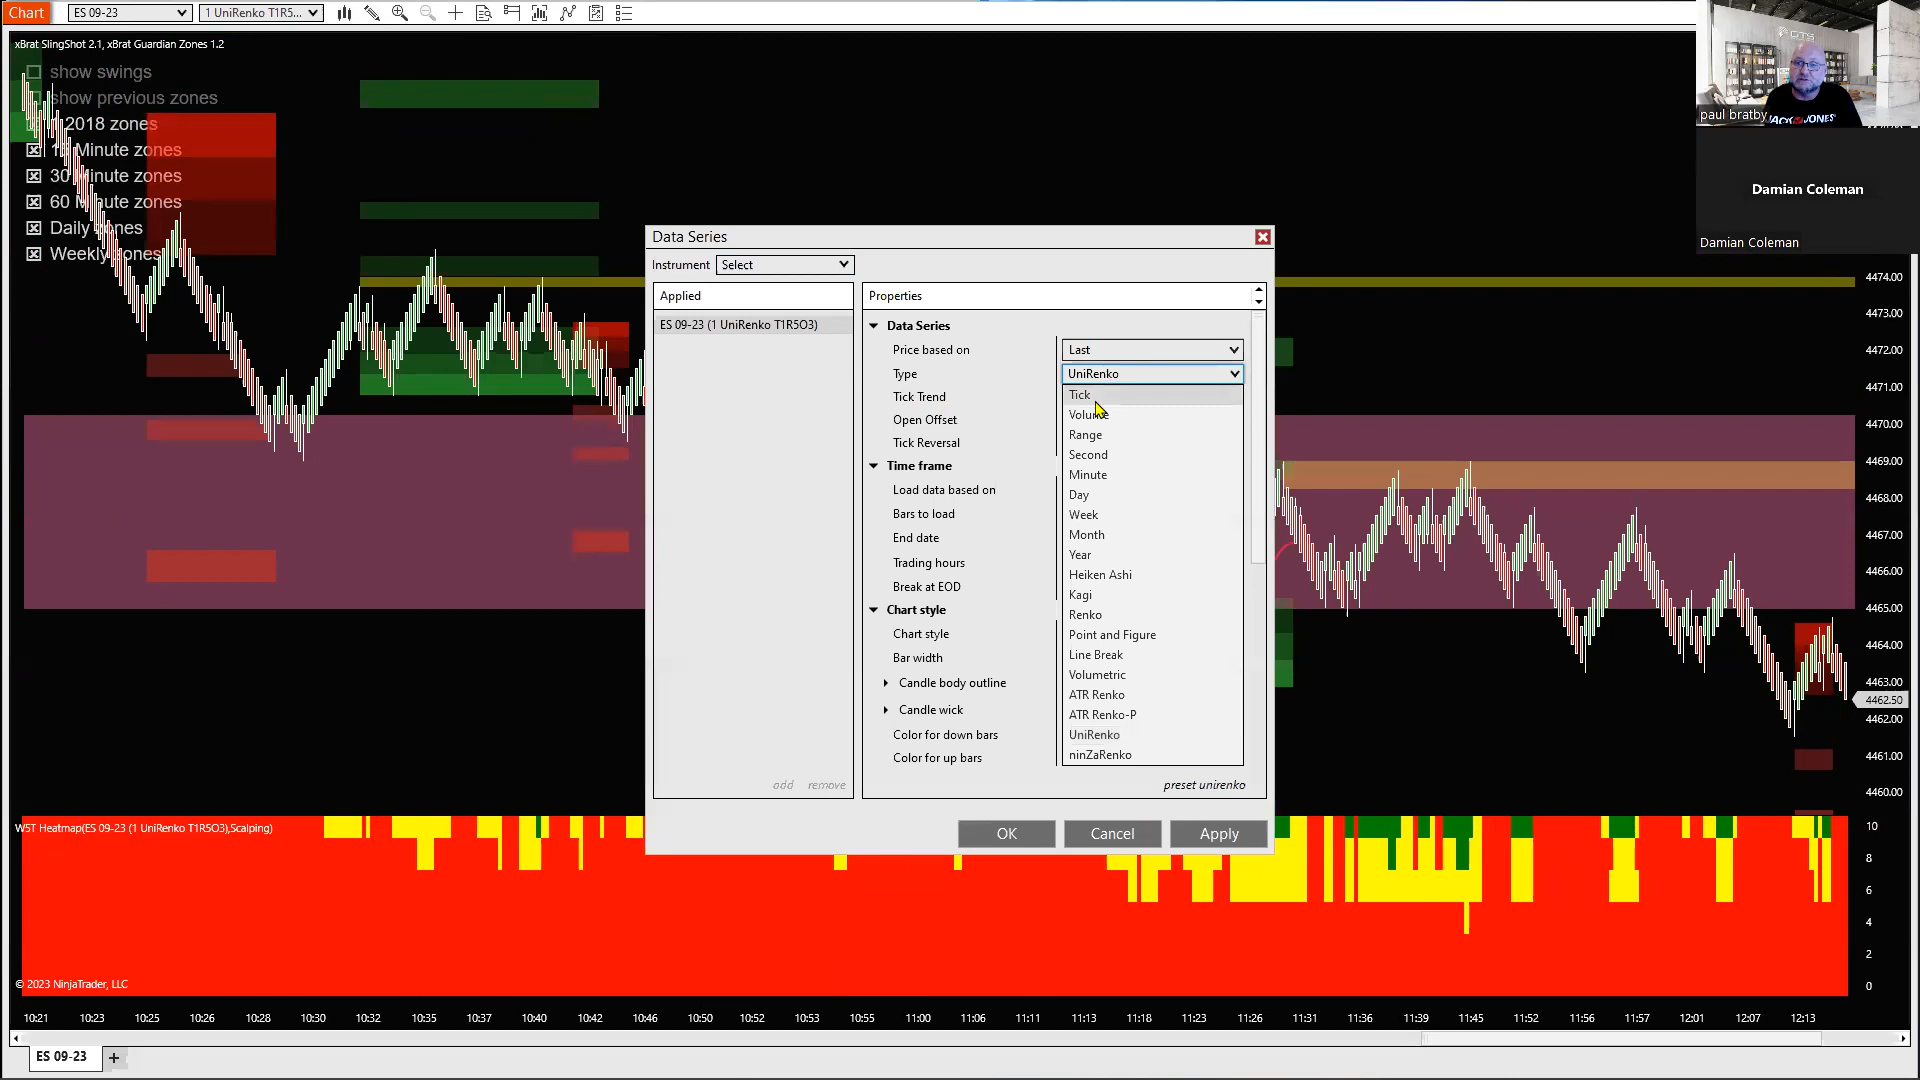 Chart
ES 09-23
1 UniRenko T1R5...
xBrat SlingShot 2.1, xBrat Guardian Zones 1.2
show swings
show previous zones
2018 zones
Minute zones
30 Minute zones
60 Minute zones
Daily zones
Weekly zones
GTS
paul bratby
JACK JONES
Damian Coleman
Damian Coleman
Data Series
Instrument
Select
Applied
ES 09-23 (1 UniRenko T1R5O3)
add
remove
Properties
Data Series
Price based on
Last
Type
UniRenko
Tick Trend
Open Offset
Tick Reversal
Time frame
Load data based on
Bars to load
End date
Trading hours
Break at EOD
Chart style
Chart style
Bar width
Candle body outline
Candle wick
Color for down bars
Color for up bars
Tick
Volume
Range
Second
Minute
Day
Week
Month
Year
Heiken Ashi
Kagi
Renko
Point and Figure
Line Break
Volumetric
ATR Renko
ATR Renko-P
UniRenko
ninZaRenko
preset unirenko
OK
Cancel
Apply
4474.00
4473.00
4472.00
4471.00
4470.00
4469.00
4468.00
4467.00
4466.00
4465.00
4464.00
4463.00
4462.50
4462.00
4461.00
4460.00
W5T Heatmap(ES 09-23 (1 UniRenko T1R5O3),Scalping)
10
8
6
4
2
0
© 2023 NinjaTrader, LLC
10:21 10:23 10:25 10:26 10:28 10:30 10:32 10:35 10:37 10:40 10:42 10:46 10:50 10:52 10:53 10:55 11:00 11:06 11:11 11:13 11:18 11:23 11:26 11:31 11:36 11:39 11:45 11:52 11:56 11:57 12:01 12:07 12:13
ES 09-23